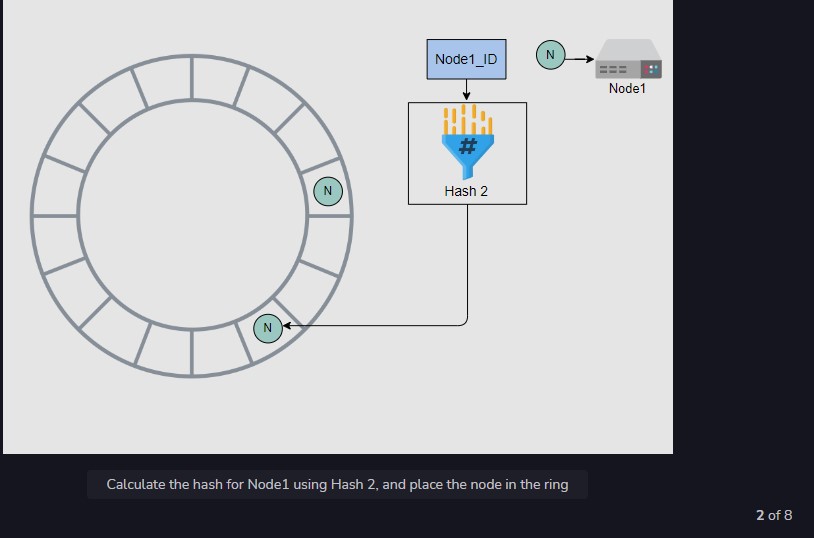 Node1_ID
N
Node1
#
Hash 2
N
N
Calculate the hash for Node1 using Hash 2, and place the node in the ring
2 of 8